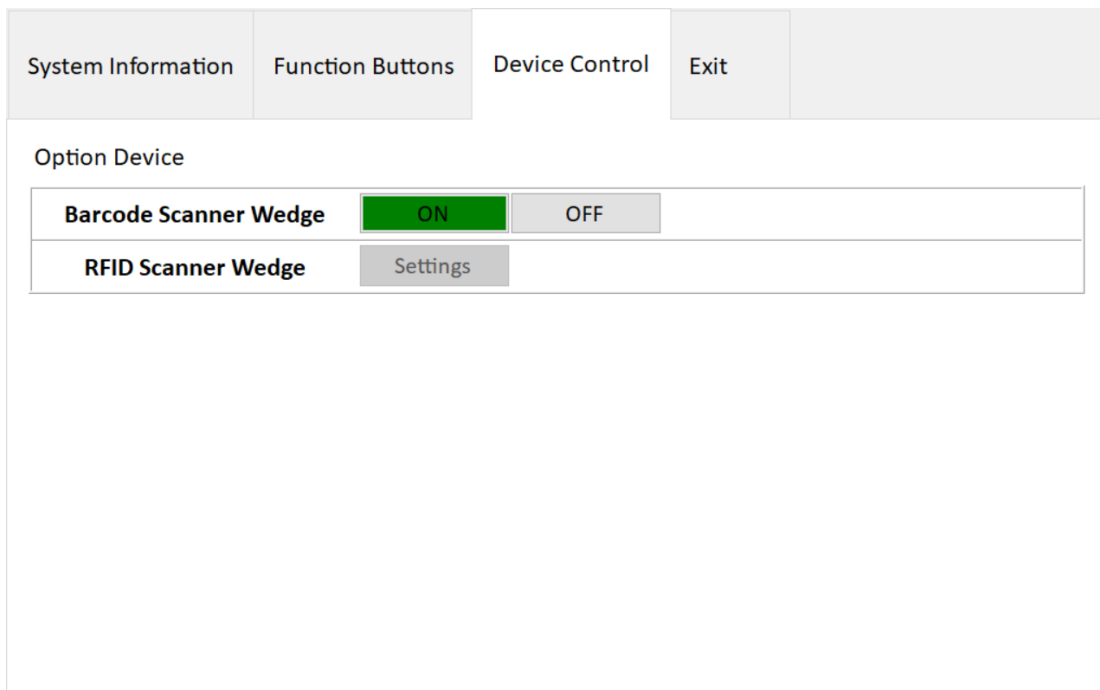 System Information Function Buttons Device Control Exit
Option Device
Barcode Scanner Wedge ON OFF
RFID Scanner Wedge Settings